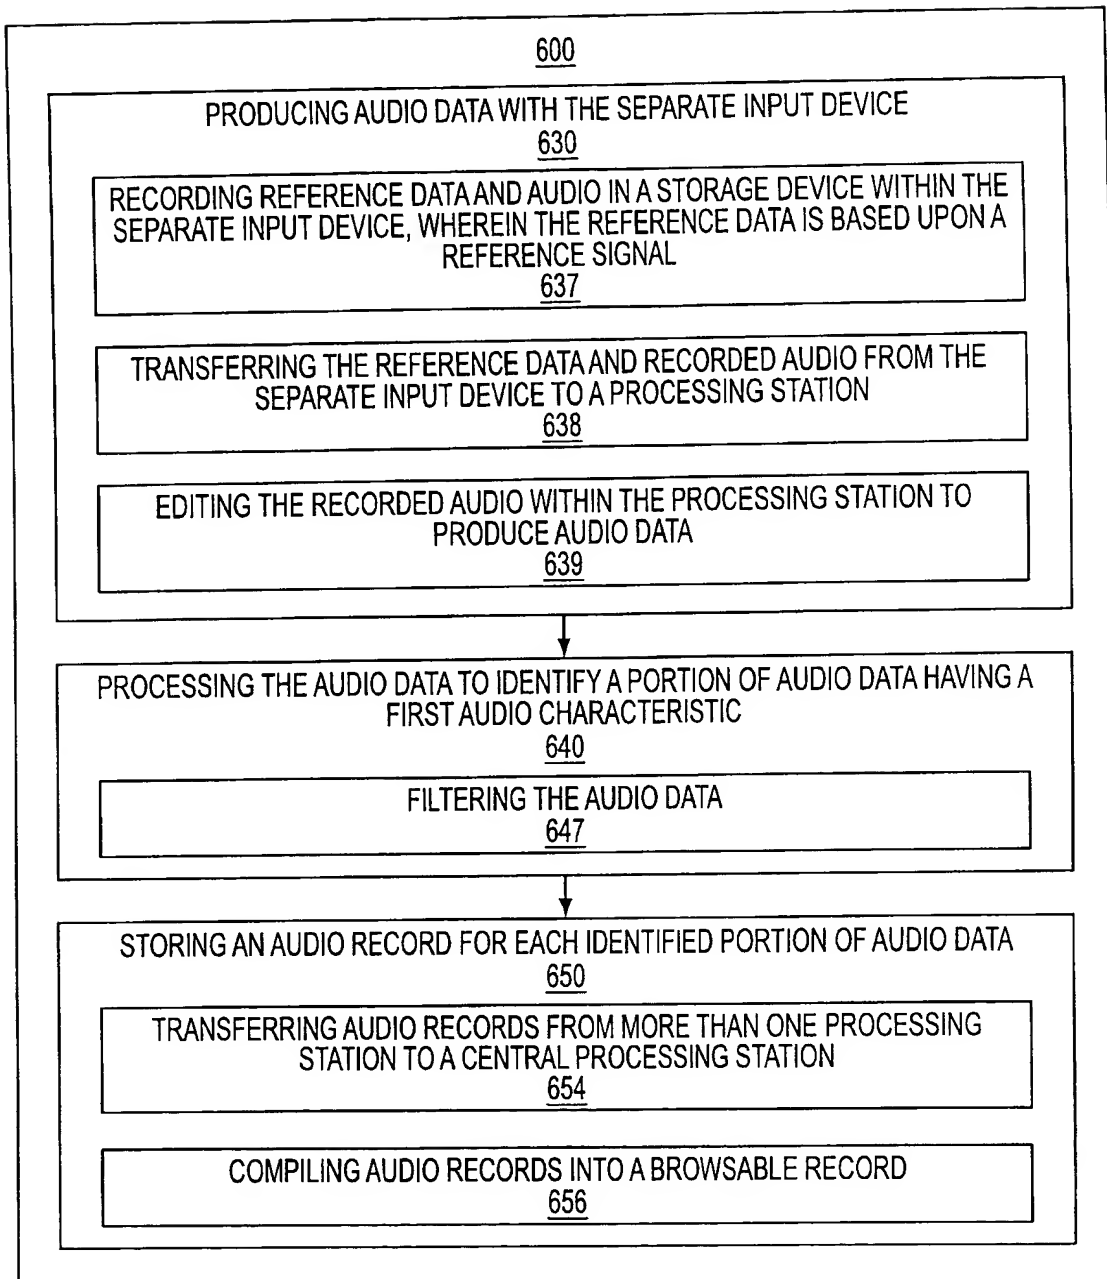 600
PRODUCING AUDIO DATA WITH THE SEPARATE INPUT DEVICE
630
RECORDING REFERENCE DATA AND AUDIO IN A STORAGE DEVICE WITHIN THE
SEPARATE INPUT DEVICE, WHEREIN THE REFERENCE DATA IS BASED UPON A
REFERENCE SIGNAL
637
TRANSFERRING THE REFERENCE DATA AND RECORDED AUDIO FROM THE
SEPARATE INPUT DEVICE TO A PROCESSING STATION
638
EDITING THE RECORDED AUDIO WITHIN THE PROCESSING STATION TO
PRODUCE AUDIO DATA
639
PROCESSING THE AUDIO DATA TO IDENTIFY A PORTION OF AUDIO DATA HAVING A
FIRST AUDIO CHARACTERISTIC
640
FILTERING THE AUDIO DATA
647
STORING AN AUDIO RECORD FOR EACH IDENTIFIED PORTION OF AUDIO DATA
650
TRANSFERRING AUDIO RECORDS FROM MORE THAN ONE PROCESSING
STATION TO A CENTRAL PROCESSING STATION
654
COMPILING AUDIO RECORDS INTO A BROWSABLE RECORD
656